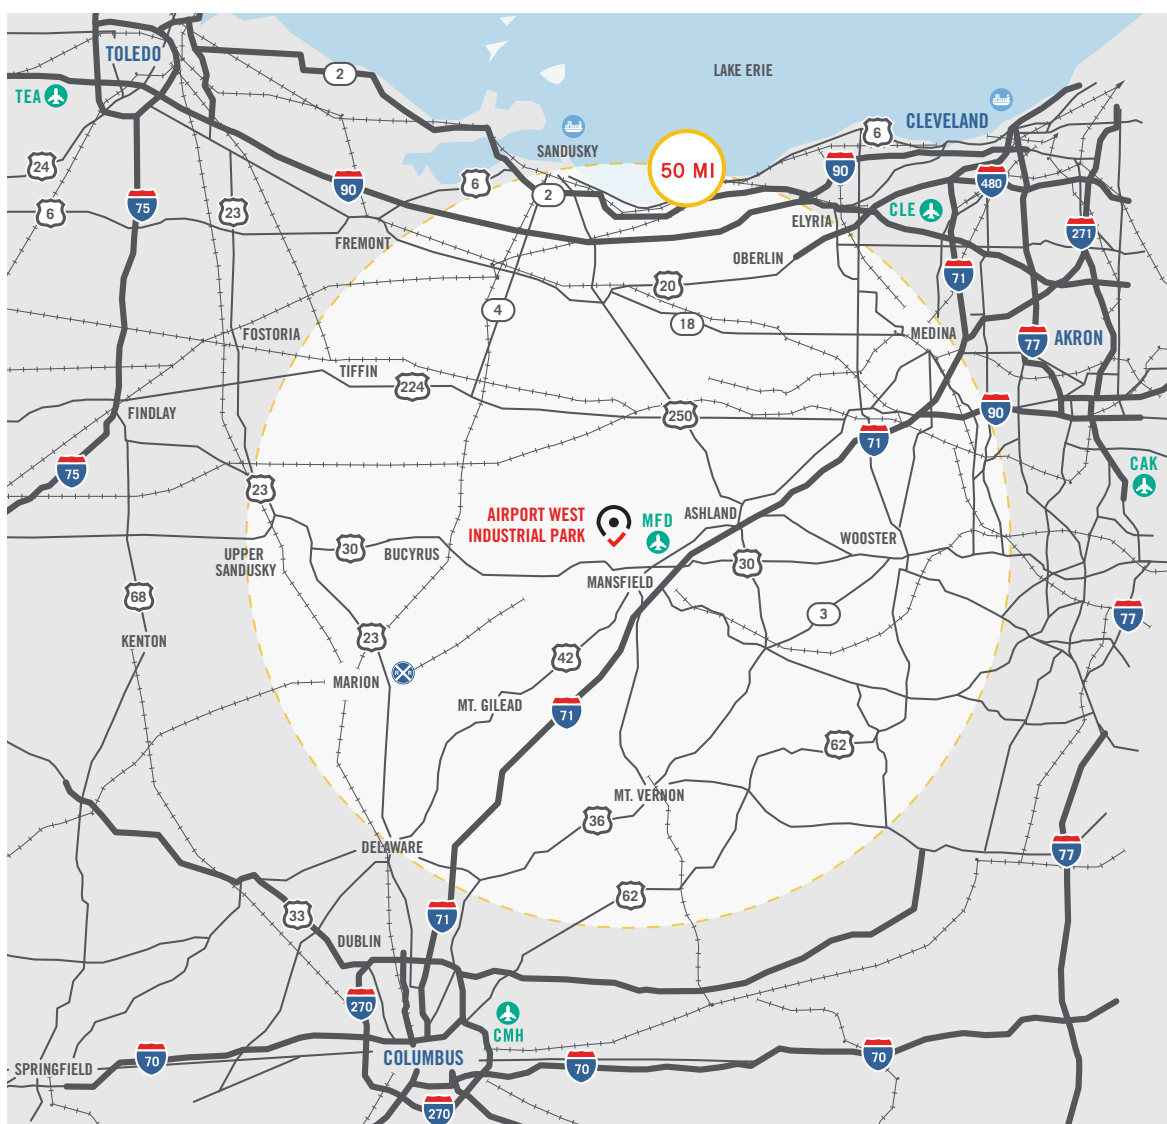 TOLEDO
LAKE ERIE
2
TEA
CLEVELAND
6
SANDUSKY
24
50 MI
90
90
480
6
2
75
6
23
CLE
ELYRIA
271
FREMONT
OBERLIN
71
20
4
18
FOSTORIA
MEDINA
77
AKRON
TIFFIN
224
FINDLAY
250
90
71
75
CAK
23
AIRPORT WEST
INDUSTRIAL PARK
MFD
ASHLAND
30
BUCYRUS
WOOSTER
UPPER
SANDUSKY
30
MANSFIELD
68
3
77
KENTON
23
42
MARION
MT. GILEAD
71
62
MT. VERNON
36
DELAWARE
77
62
33
71
DUBLIN
270
CMH
COLUMBUS
70
70
70
SPRINGFIELD
270